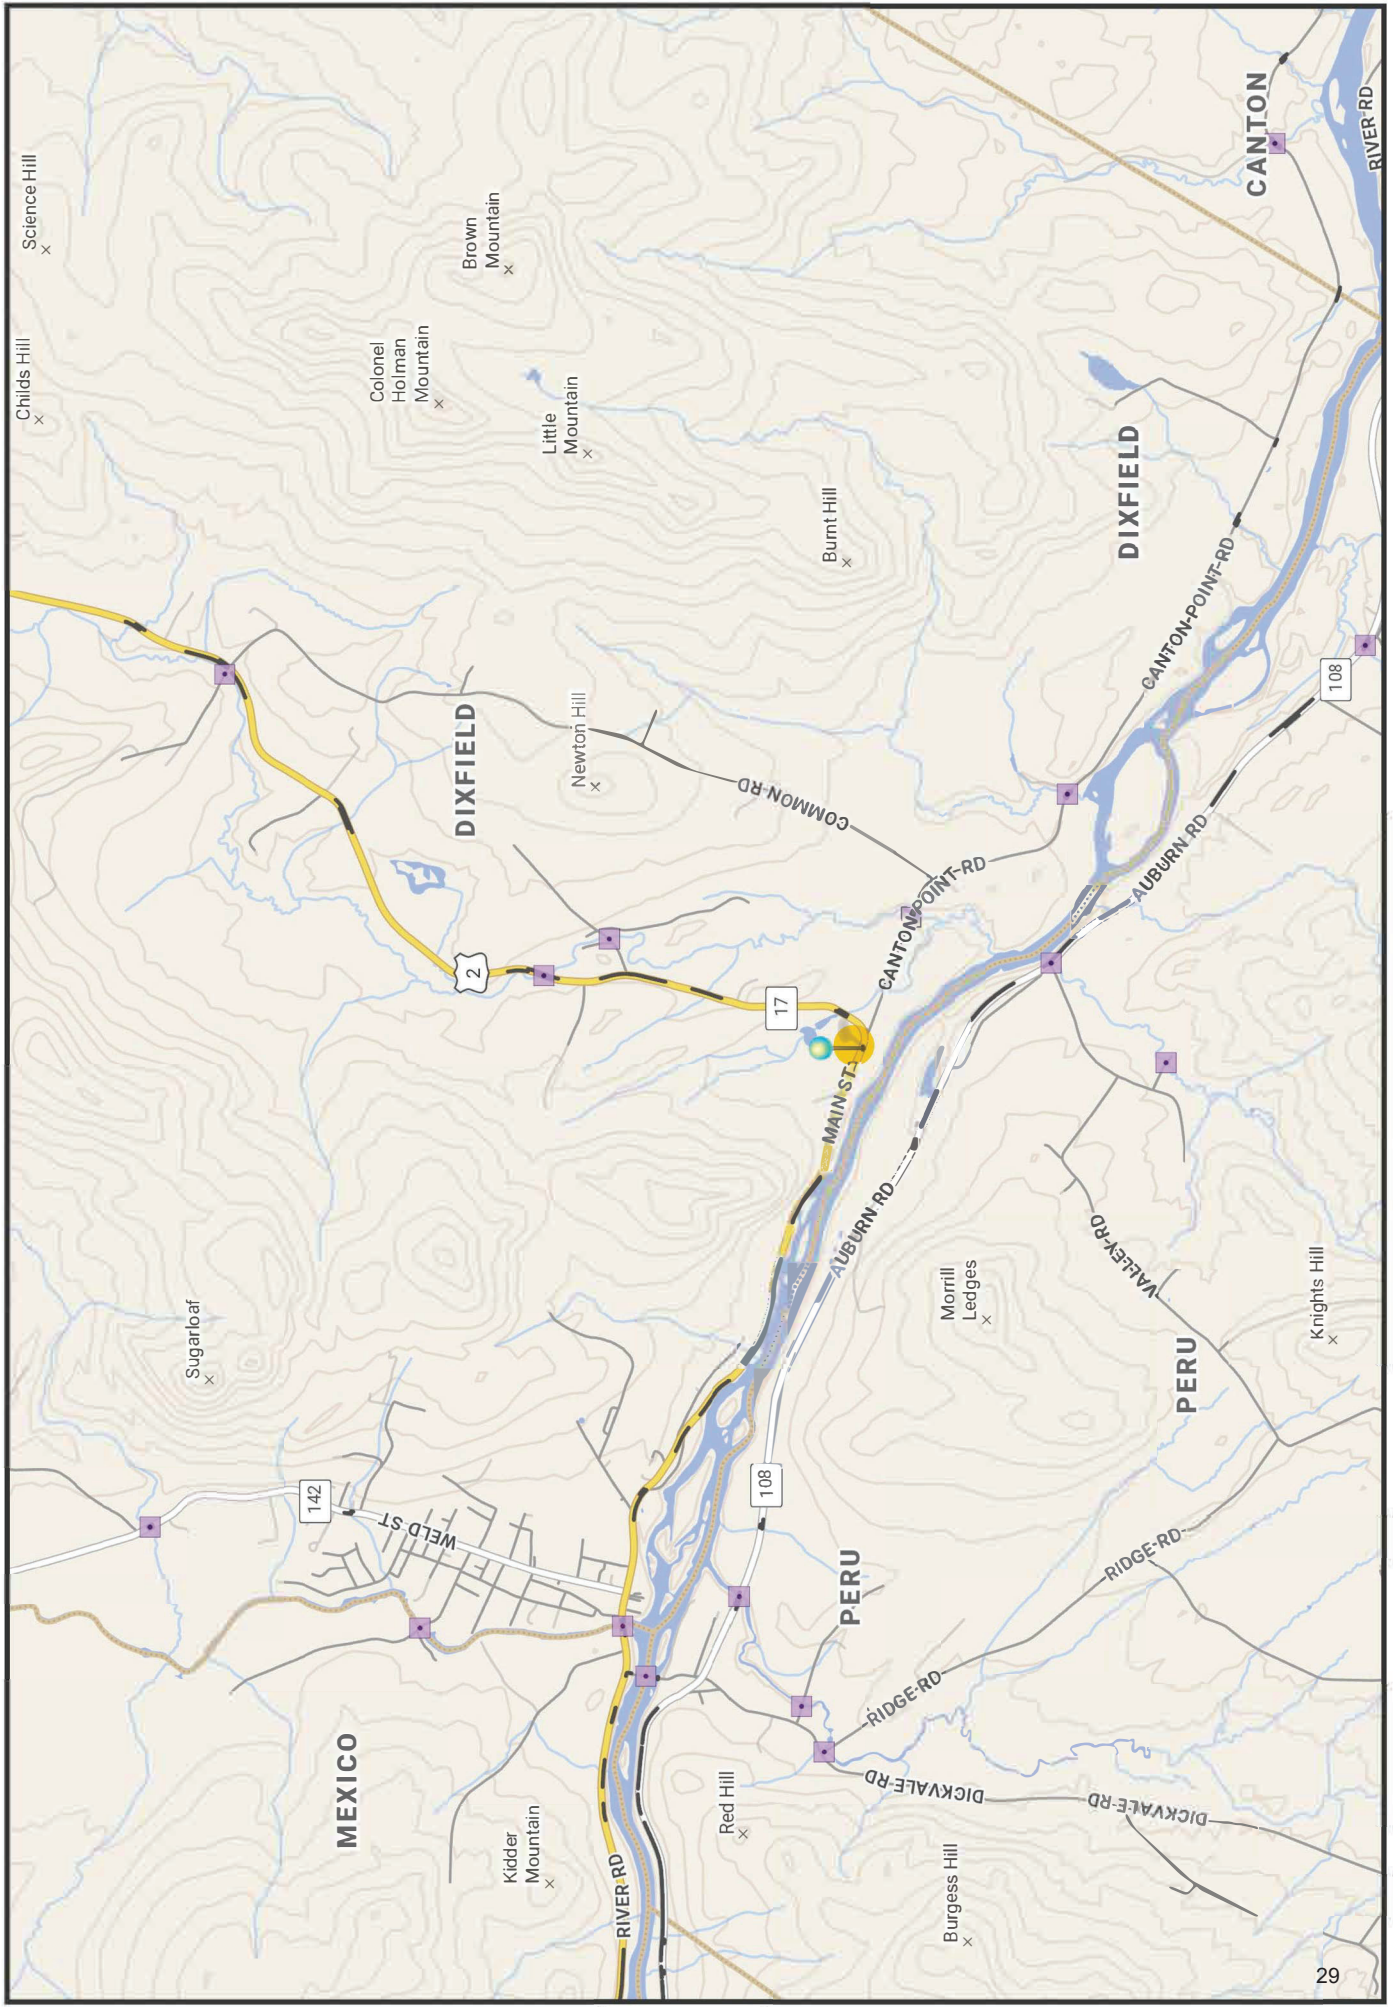 Science Hill
Childs Hill
Brown
Mountain
Colonel
Holman
Mountain
Little
Mountain
Burnt Hill
CANTON
RIVER RD
DIXFIELD
CANTON-POINT-RD
108
DIXFIELD
Newton Hill
COMMON-RD
CANTON-POINT-RD
AUBURN RD
2
17
MAIN ST
AUBURN RD
Sugarloaf
Morrill
Ledges
VALLEY-RD
Knights Hill
PERU
142
WELD ST
108
PERU
RIDGE-RD
RIDGE-RD
MEXICO
Kidder
Mountain
RIVER-RD
Red Hill
DICKVALE-RD
DICKVALE-RD
Burgess Hill
29